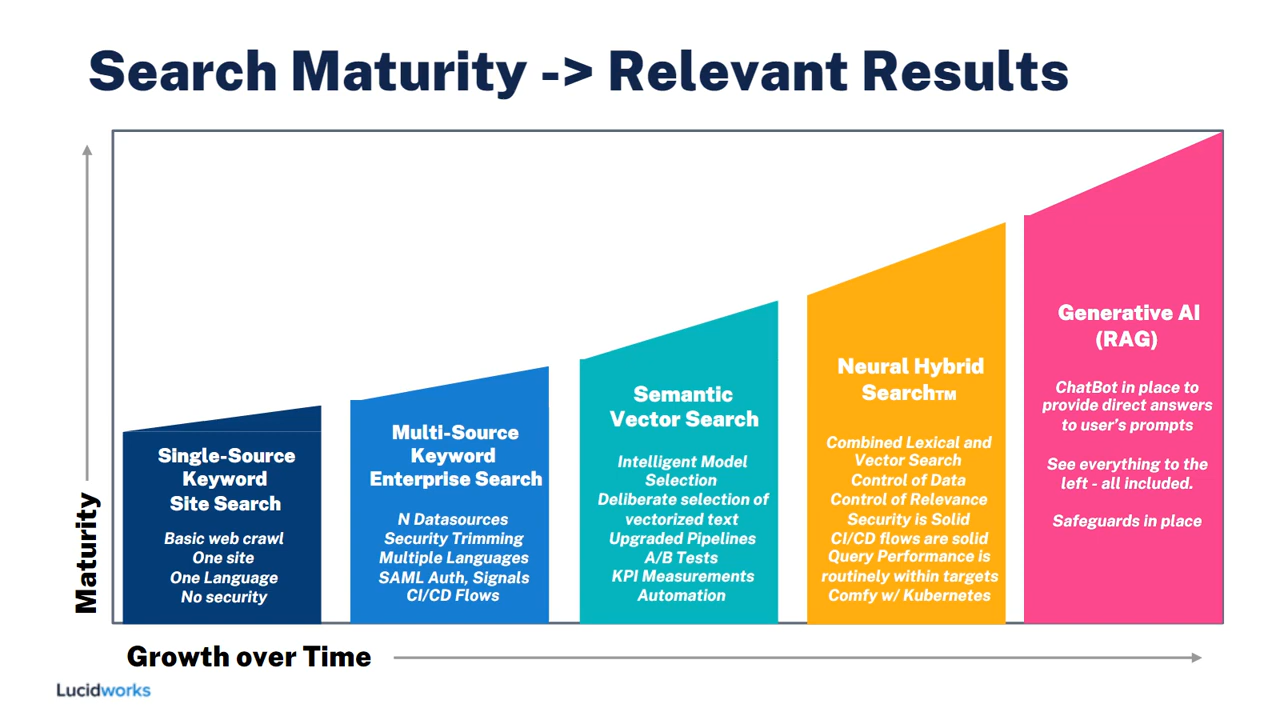 Search Maturity -> Relevant Results
Maturity
Single-Source
Keyword
Site Search
Basic web crawl
One site
One Language
No security
Multi-Source
Keyword
Enterprise Search
N Datasources
Security Trimming
Multiple Languages
SAML Auth, Signals
CI/CD Flows
Semantic
Vector Search
Intelligent Model
Selection
Deliberate selection of
vectorized text
Upgraded Pipelines
A/B Tests
KPI Measurements
Automation
Neural Hybrid
Search™
Combined Lexical and
Vector Search
Control of Data
Control of Relevance
Security is Solid
CI/CD flows are solid
Query Performance is
routinely within targets
Comfy w/ Kubernetes
Generative AI
(RAG)
ChatBot in place to
provide direct answers
to user's prompts
See everything to the
left - all included.
Safeguards in place
Growth over Time
Lucidworks